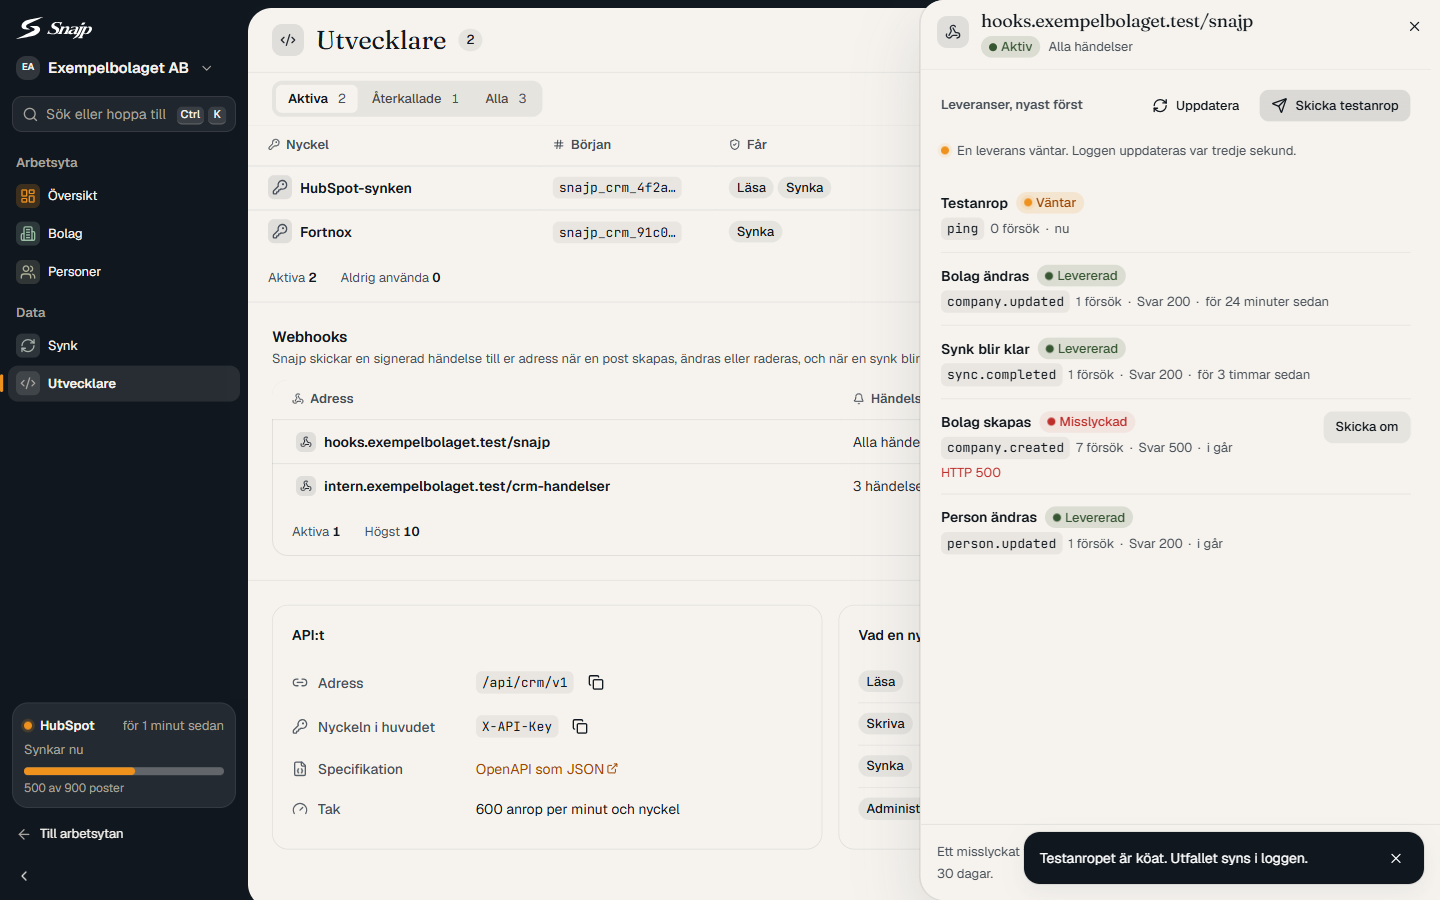 Snajp
EA Exempelbolaget AB
Sök eller hoppa till Ctrl K
Arbetsyta
Översikt
Bolag
Personer
Data
Synk
Utvecklare
HubSpot för 1 minut sedan
Synkar nu
500 av 900 poster
Till arbetsytan
Utvecklare 2
Aktiva 2 Återkallade 1 Alla 3
Nyckel Början Får
HubSpot-synken snajp_crm_4f2a… Läsa Synka
Fortnox snajp_crm_91c0… Synka
Aktiva 2 Aldrig använda 0
Webhooks
Snajp skickar en signerad händelse till er adress när en post skapas, ändras eller raderas, och när en synk blir
Adress Händels
hooks.exempelbolaget.test/snajp Alla hände
intern.exempelbolaget.test/crm-handelser 3 händelse
Aktiva 1 Högst 10
API:t
Adress /api/crm/v1
Nyckeln i huvudet X-API-Key
Specifikation OpenAPI som JSON
Tak 600 anrop per minut och nyckel
Vad en ny
Läsa
Skriva
Synka
Administ
hooks.exempelbolaget.test/snajp
Aktiv Alla händelser
Leveranser, nyast först Uppdatera Skicka testanrop
En leverans väntar. Loggen uppdateras var tredje sekund.
Testanrop Väntar
ping 0 försök · nu
Bolag ändras Levererad
company.updated 1 försök · Svar 200 · för 24 minuter sedan
Synk blir klar Levererad
sync.completed 1 försök · Svar 200 · för 3 timmar sedan
Bolag skapas Misslyckad
company.created 7 försök · Svar 500 · i går
HTTP 500
Skicka om
Person ändras Levererad
person.updated 1 försök · Svar 200 · i går
Ett misslyckat
30 dagar.
Testanropet är köat. Utfallet syns i loggen.